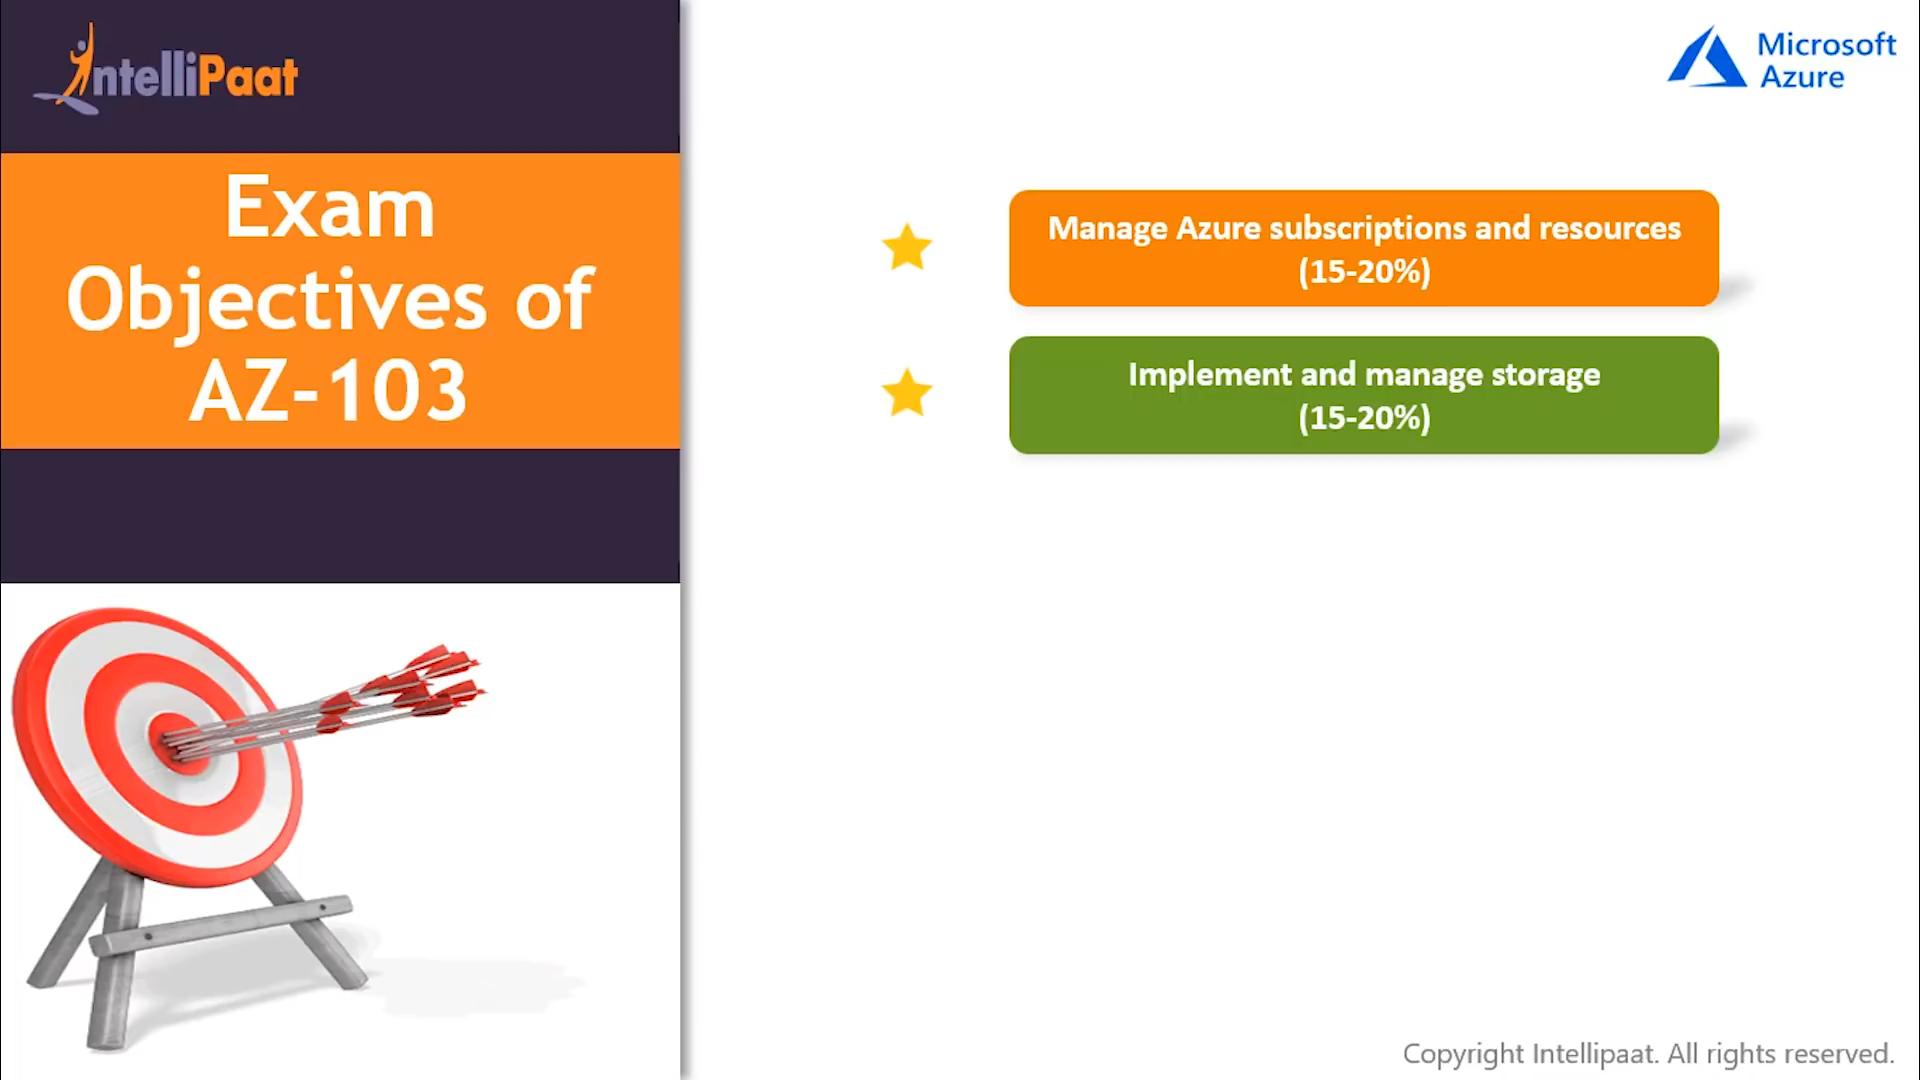 IntelliPaat
Exam
Objectives of
AZ-103
Microsoft
Azure
Manage Azure subscriptions and resources
(15-20%)
Implement and manage storage
(15-20%)
Copyright Intellipaat. All rights reserved.